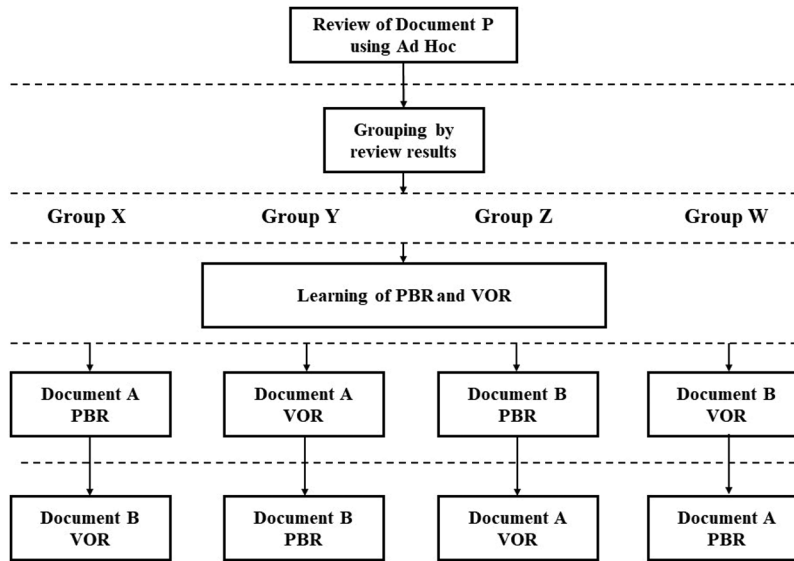 Review of Document P
using Ad Hoc
Grouping by
review results
Group X
Group Y
Group Z
Group W
Learning of PBR and VOR
Document A
PBR
Document A
VOR
Document B
PBR
Document B
VOR
Document B
VOR
Document B
PBR
Document A
VOR
Document A
PBR